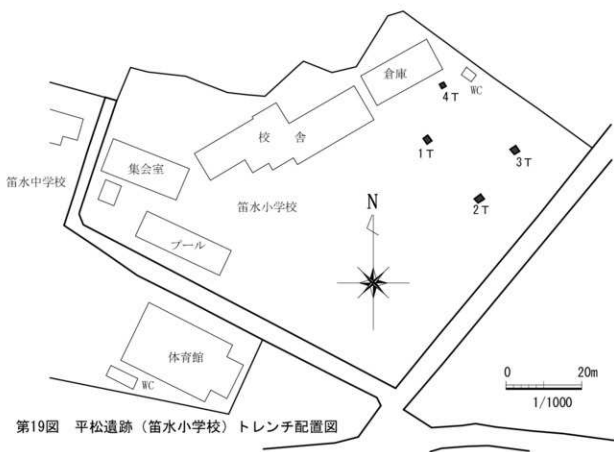 倉庫
WC
4T
校舎
1T
3T
集会室
笛水中学校
笛水小学校
2T
N
プール
体育館
WC
0 20m
1/1000
第19図 平松遺跡（笛水小学校）トレンチ配置図